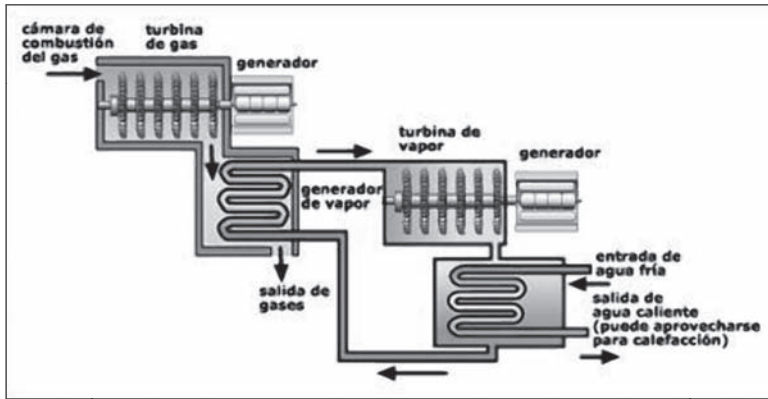 cámara de
combustión
del gas
turbina
de gas
generador
turbina de
vapor
generador
generador
de vapor
salida de
gases
entrada de
agua fría
salida de
agua caliente
(puede aprovecharse
para calefacción)